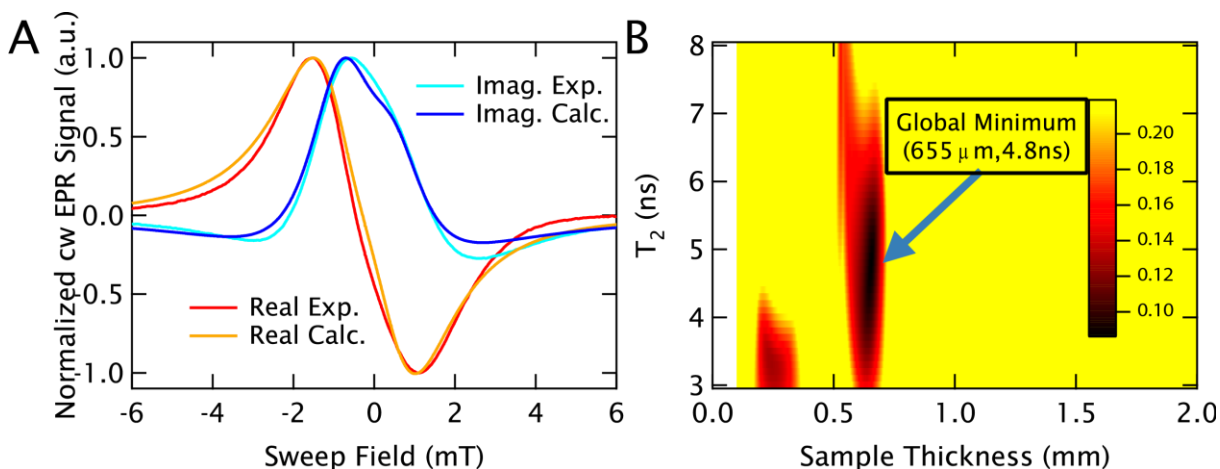 A
Normalized cw EPR Signal (a.u.)
1.0
0.5
0.0
-0.5
-1.0
Imag. Exp.
Imag. Calc.
Real Exp.
Real Calc.
-6
-4
-2
0
2
4
6
Sweep Field (mT)
B
T2 (ns)
8
7
6
5
4
3
Global Minimum
(655 μm,4.8ns)
0.20
0.18
0.16
0.14
0.12
0.10
0.0
0.5
1.0
1.5
2.0
Sample Thickness (mm)